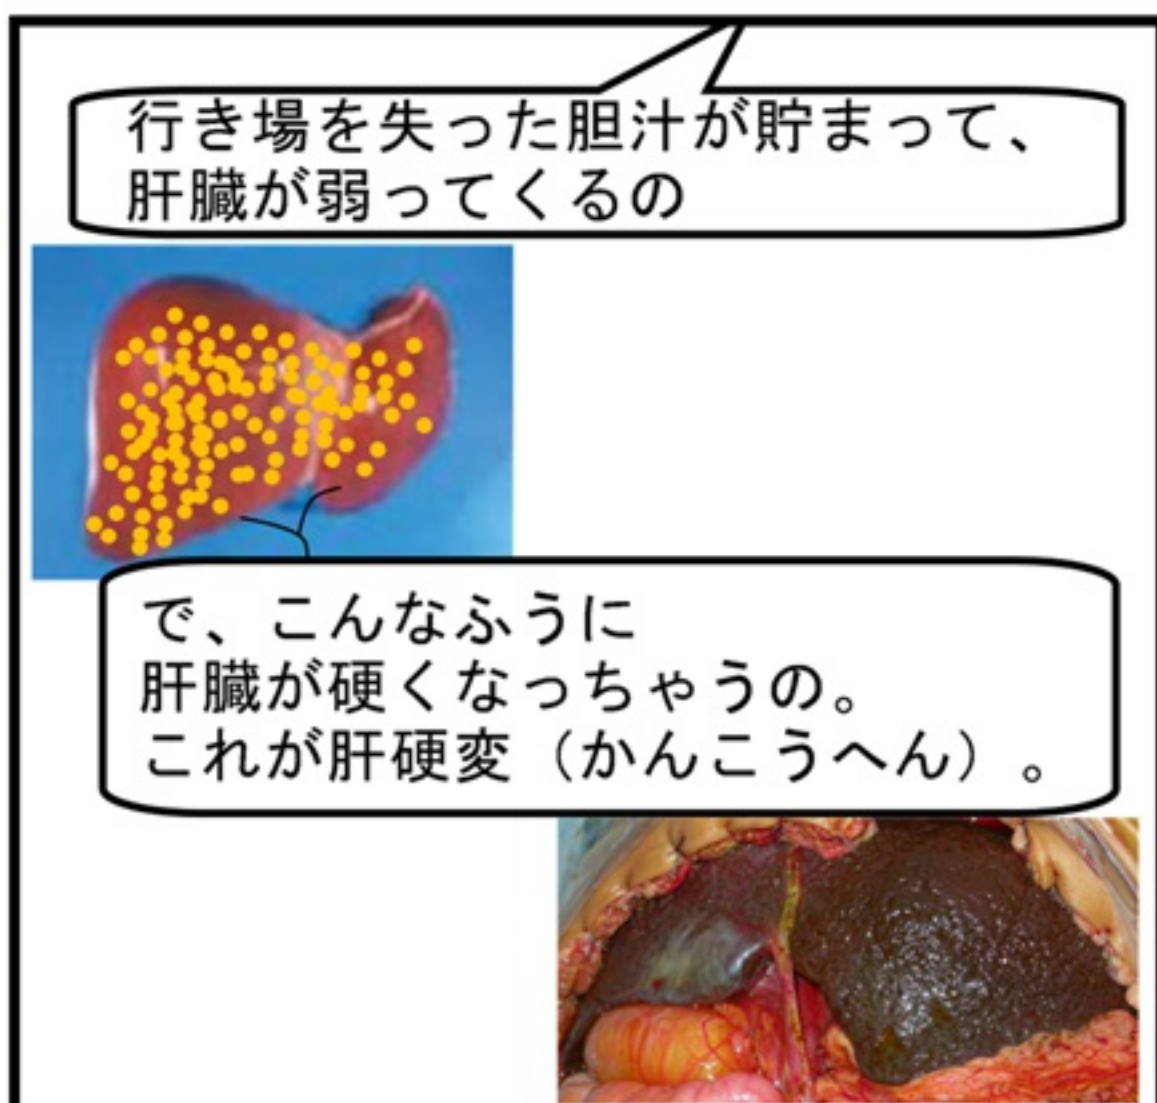 行き場を失った胆汁が貯まって、
肝臓が弱ってくるの
で、こんなふうに
肝臓が硬くなっちゃうの。
これが肝硬変（かんこうへん）。